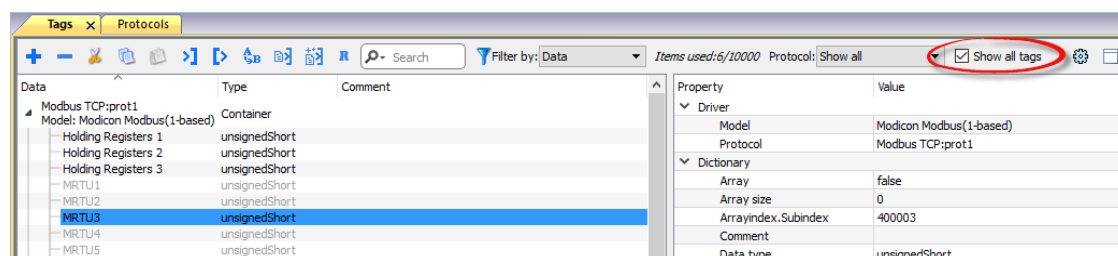 Tags x Protocols
R Search Filter by: Data Items used:6/10000 Protocol: Show all Show all tags
Data Type Comment Property Value
Modbus TCP:prot1
Model: Modicon Modbus(1-based) Container
Driver
Model Modicon Modbus(1-based)
Holding Registers 1 unsignedShort
Protocol Modbus TCP:prot1
Holding Registers 2 unsignedShort
Dictionary
Holding Registers 3 unsignedShort
Array false
MRTU1 unsignedShort
Array size 0
MRTU2 unsignedShort
MRTU3 unsignedShort
Arrayindex.Subindex 400003
MRTU4 unsignedShort
Comment
MRTU5 unsignedShort
Data type unsignedShort